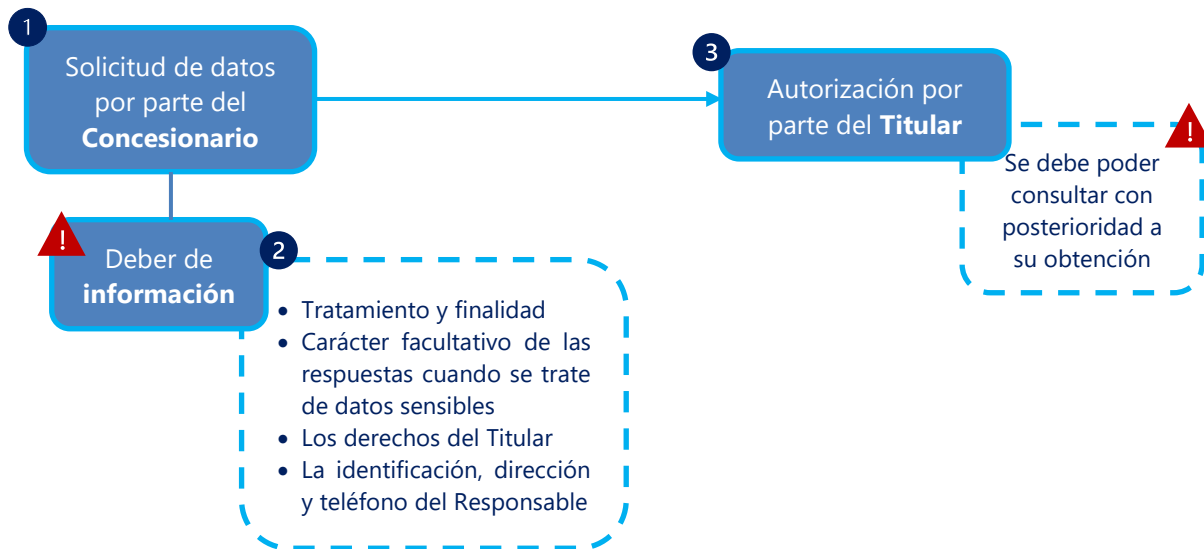 1
Solicitud de datos
por parte del
Concesionario
!
Deber de
información
2
• Tratamiento y finalidad
• Carácter facultativo de las
respuestas cuando se trate
de datos sensibles
• Los derechos del Titular
• La identificación, dirección
y teléfono del Responsable
3
Autorización por
parte del Titular
!
Se debe poder
consultar con
posterioridad a
su obtención